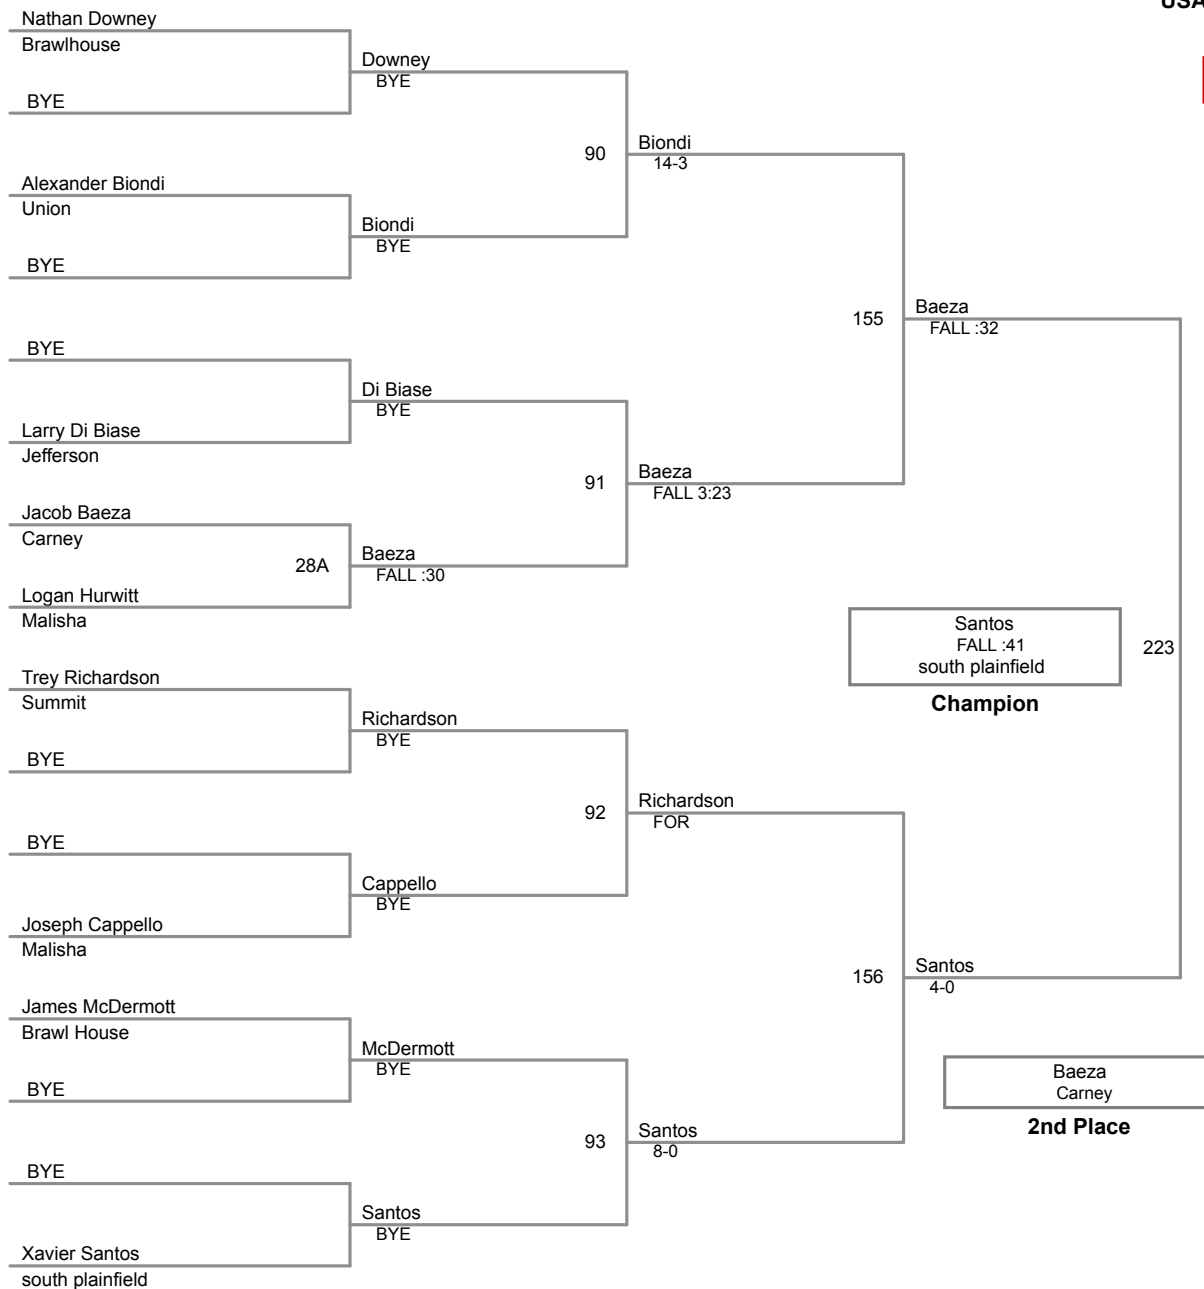 USA
Nathan Downey
Brawlhouse
BYE
Downey
BYE
Alexander Biondi
Union
BYE
Biondi
BYE
90
Biondi
14-3
BYE
Larry Di Biase
Jefferson
Di Biase
BYE
Jacob Baeza
Carney
28A
Logan Hurwitt
Malisha
Baeza
FALL :30
91
Baeza
FALL 3:23
155
Baeza
FALL :32
Trey Richardson
Summit
BYE
Richardson
BYE
BYE
Joseph Cappello
Malisha
Cappello
BYE
92
Richardson
FOR
James McDermott
Brawl House
BYE
McDermott
BYE
BYE
Xavier Santos
south plainfield
Santos
BYE
93
Santos
8-0
156
Santos
4-0
223
Santos
FALL :41
south plainfield
Champion
Baeza
Carney
2nd Place